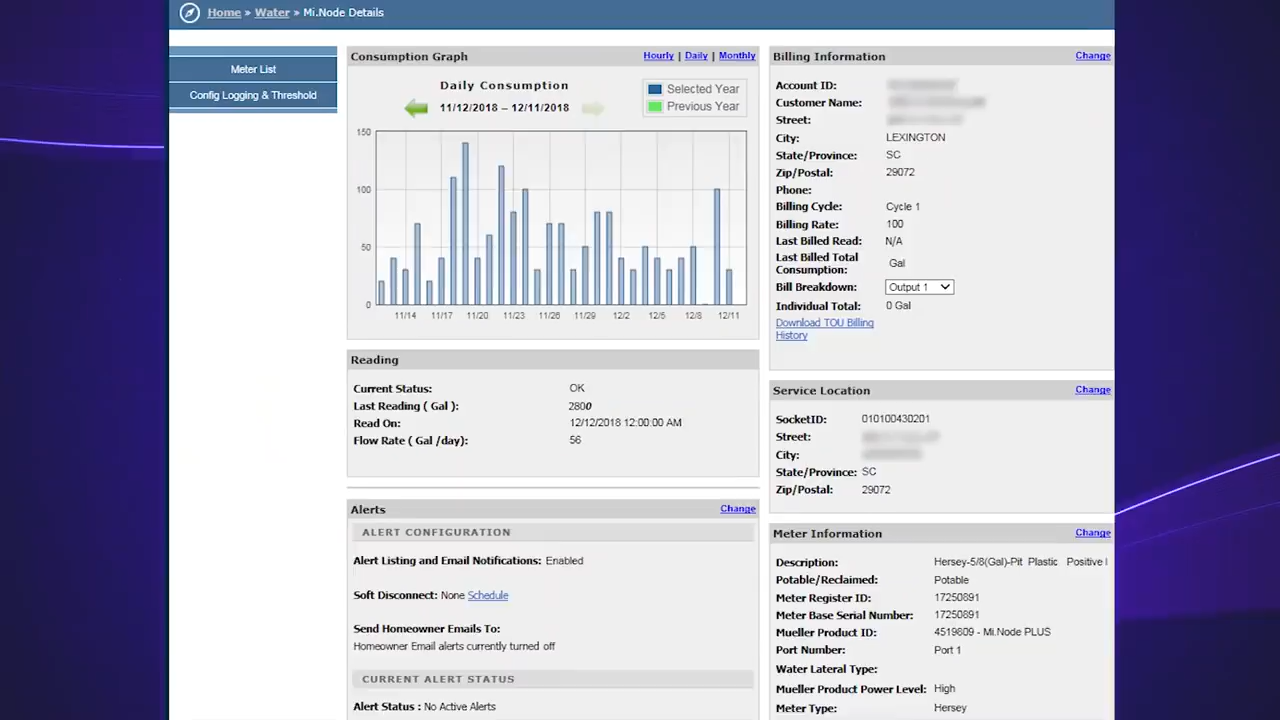 Home » Water » Mi.Node Details
Meter List
Config Logging & Threshold
Consumption Graph
Hourly | Daily | Monthly
Daily Consumption
11/12/2018 – 12/11/2018
Selected Year
Previous Year
150
100
50
0
11/14 11/17 11/20 11/23 11/26 11/29 12/2 12/5 12/8 12/11
Reading
Current Status: OK
Last Reading ( Gal ): 2800
Read On: 12/12/2018 12:00:00 AM
Flow Rate ( Gal /day): 56
Alerts Change
ALERT CONFIGURATION
Alert Listing and Email Notifications: Enabled
Soft Disconnect: None Schedule
Send Homeowner Emails To:
Homeowner Email alerts currently turned off
CURRENT ALERT STATUS
Alert Status : No Active Alerts
Billing Information Change
Account ID:
Customer Name:
Street:
City: LEXINGTON
State/Province: SC
Zip/Postal: 29072
Phone:
Billing Cycle: Cycle 1
Billing Rate: 100
Last Billed Read: N/A
Last Billed Total
Consumption: Gal
Bill Breakdown: Output 1
Individual Total: 0 Gal
Download TOU Billing
History
Service Location Change
SocketID: 010100430201
Street:
City:
State/Province: SC
Zip/Postal: 29072
Meter Information Change
Description: Hersey-5/8(Gal)-Pit Plastic Positive
Potable/Reclaimed: Potable
Meter Register ID: 17250891
Meter Base Serial Number: 17250891
Mueller Product ID: 4519809 - Mi.Node PLUS
Port Number: Port 1
Water Lateral Type:
Mueller Product Power Level: High
Meter Type: Hersey